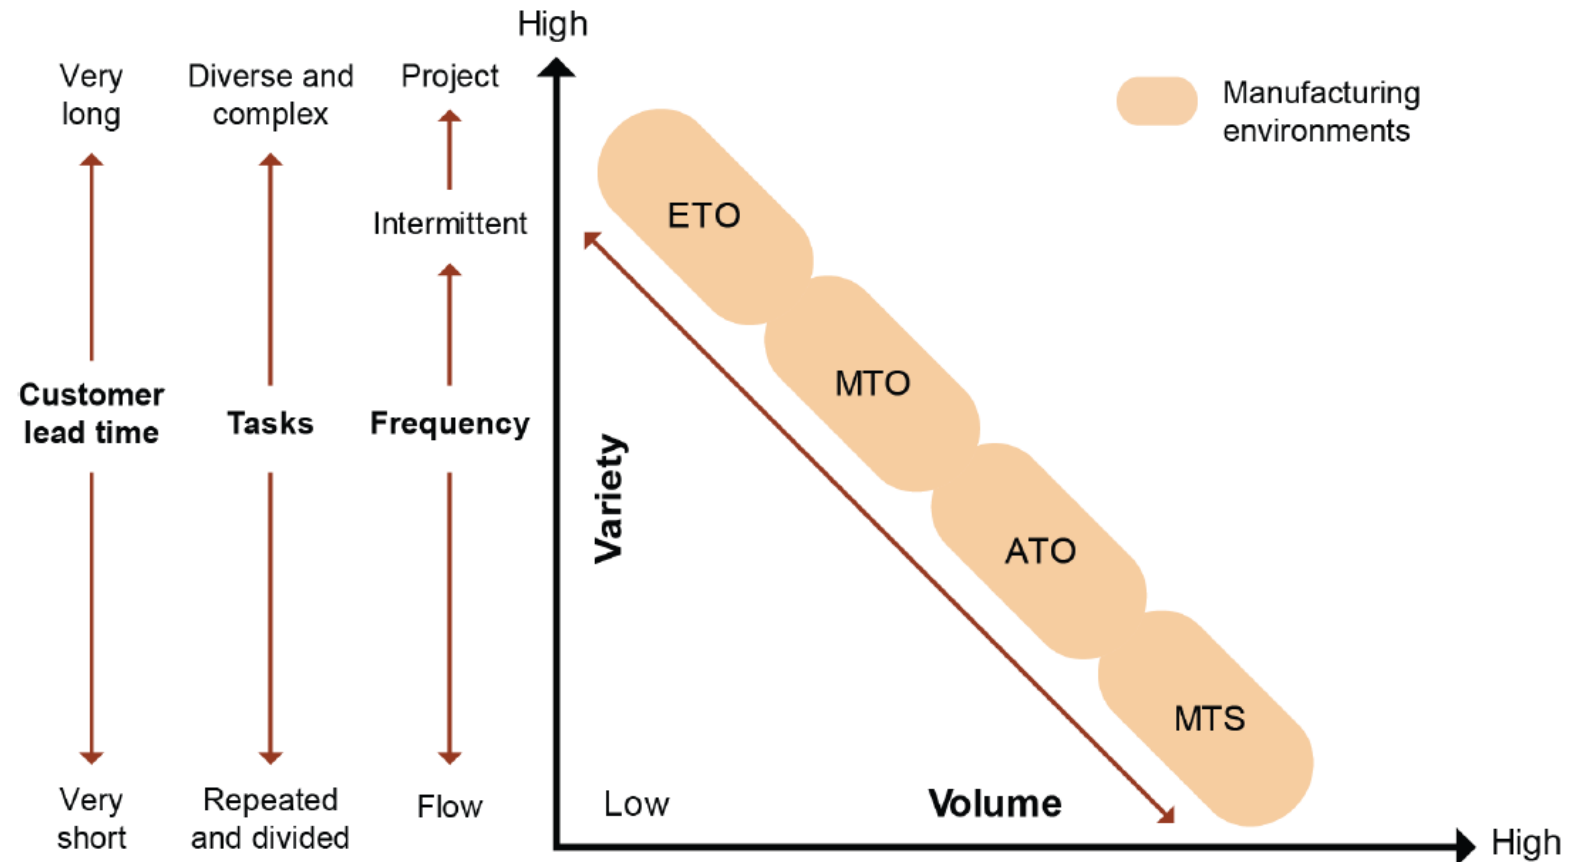 High
Very
long
Diverse and
complex
Project
Manufacturing
environments
Intermittent
ETO
MTO
Customer
lead time
Tasks
Frequency
Variety
ATO
MTS
Very
short
Repeated
and divided
Flow
Low
Volume
High